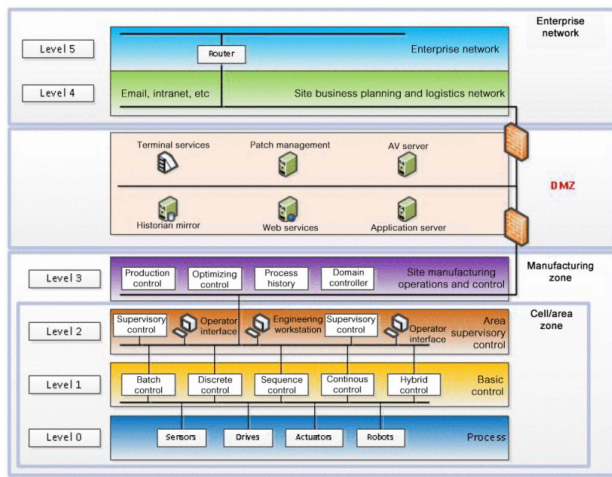 Enterprise
network
Level 5
Enterprise network
Router
Level 4
Email, intranet, etc
Site business planning and logistics network
Terminal services
Patch management
AV server
DMZ
Historian mirror
Web services
Application server
Manufacturing
zone
Level 3
Production
control
Optimizing
control
Process
history
Domain
controller
Site manufacturing
operations and control
Cell/area
zone
Level 2
Supervisory
control
Operator
interface
Engineering
workstation
Supervisory
control
Operator
interface
Area
supervisory
control
Level 1
Batch
control
Discrete
control
Sequence
control
Continous
control
Hybrid
control
Basic
control
Level 0
Sensors
Drives
Actuators
Robots
Process